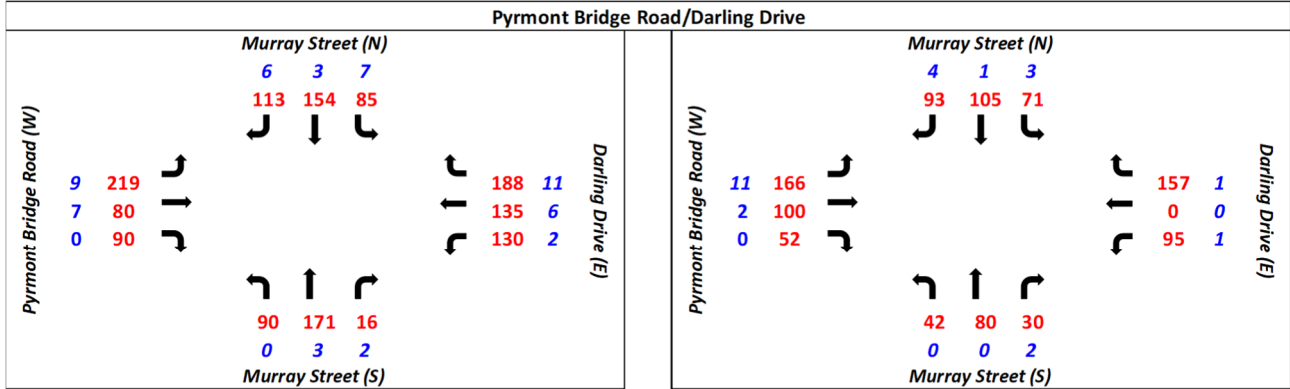 Pyrmont Bridge Road/Darling Drive
Murray Street (N)
6 3 7
113 154 85
Pyrmont Bridge Road (W)
9 219
7 80
0 90
188 11
135 6
130 2
Darling Drive (E)
90 171 16
0 3 2
Murray Street (S)
Murray Street (N)
4 1 3
93 105 71
Pyrmont Bridge Road (W)
11 166
2 100
0 52
157 1
0 0
95 1
Darling Drive (E)
42 80 30
0 0 2
Murray Street (S)